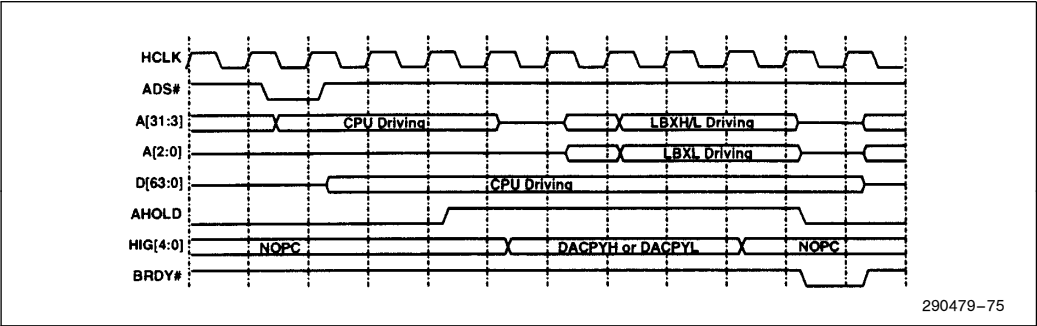 HCLK
ADS#
A[31:3] CPU Driving LBXH/L Driving
A[2:0] LBXL Driving
D[63:0] CPU Driving
AHOLD
HIG[4:0] NOPC DACPYH or DACPYL NOPC
BRDY#
290479–75